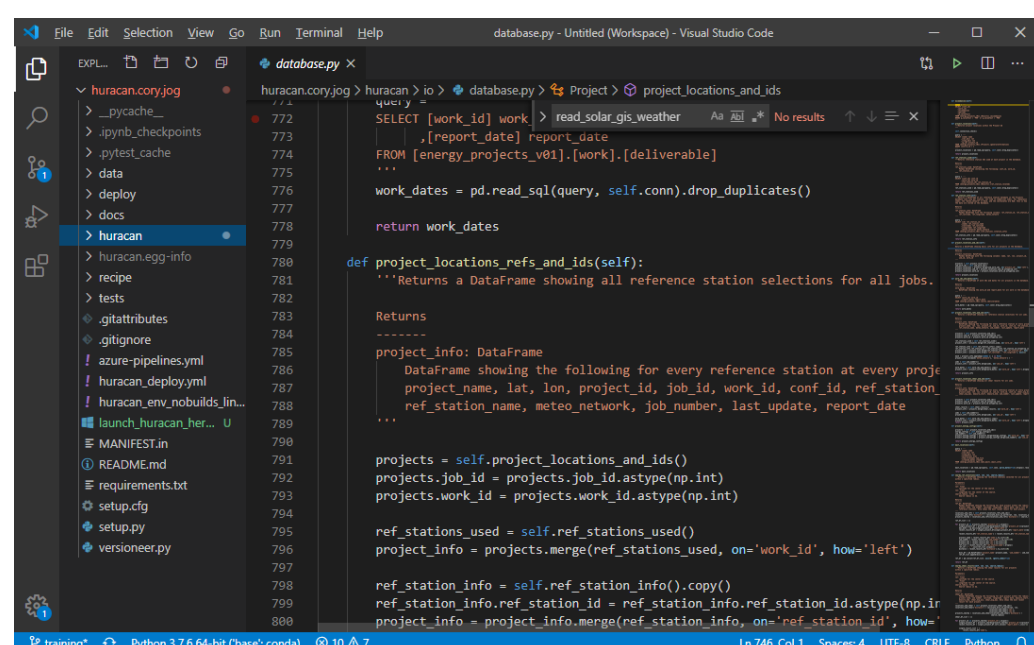 File Edit Selection View Go Run Terminal Help database.py - Untitled (Workspace) - Visual Studio Code
EXPL...
database.py
huracan.cory.jog > huracan > io > database.py > Project > project_locations_and_ids
huracan.cory.jog
> __pycache__
> .ipynb_checkpoints
> .pytest_cache
> data
> deploy
> docs
> huracan
> huracan.egg-info
> recipe
> tests
.gitattributes
.gitignore
! azure-pipelines.yml
! huracan_deploy.yml
! huracan_env_nobuilds_lin...
launch_huracan_her... U
MANIFEST.in
README.md
requirements.txt
setup.cfg
setup.py
versioneer.py
1
1
> read_solar_gis_weather Aa Abl .* No results
771 query =
772 SELECT [work_id] work_
773 ,[report_date] report_date
774 FROM [energy_projects_v01].[work].[deliverable]
775 '''
776 work_dates = pd.read_sql(query, self.conn).drop_duplicates()
777
778 return work_dates
779
780 def project_locations_refs_and_ids(self):
781 '''Returns a DataFrame showing all reference station selections for all jobs.
782
783 Returns
784 -------
785 project_info: DataFrame
786 DataFrame showing the following for every reference station at every proje
787 project_name, lat, lon, project_id, job_id, work_id, conf_id, ref_station_
788 ref_station_name, meteo_network, job_number, last_update, report_date
789 '''
790
791 projects = self.project_locations_and_ids()
792 projects.job_id = projects.job_id.astype(np.int)
793 projects.work_id = projects.work_id.astype(np.int)
794
795 ref_stations_used = self.ref_stations_used()
796 project_info = projects.merge(ref_stations_used, on='work_id', how='left')
797
798 ref_station_info = self.ref_station_info().copy()
799 ref_station_info.ref_station_id = ref_station_info.ref_station_id.astype(np.in
800 project_info = project_info.merge(ref_station_info, on='ref_station_id', how='
training* Python 3.7.6 64-bit ('base': conda) 10 7 Ln 746, Col 1 Spaces: 4 UTF-8 CRLF Python